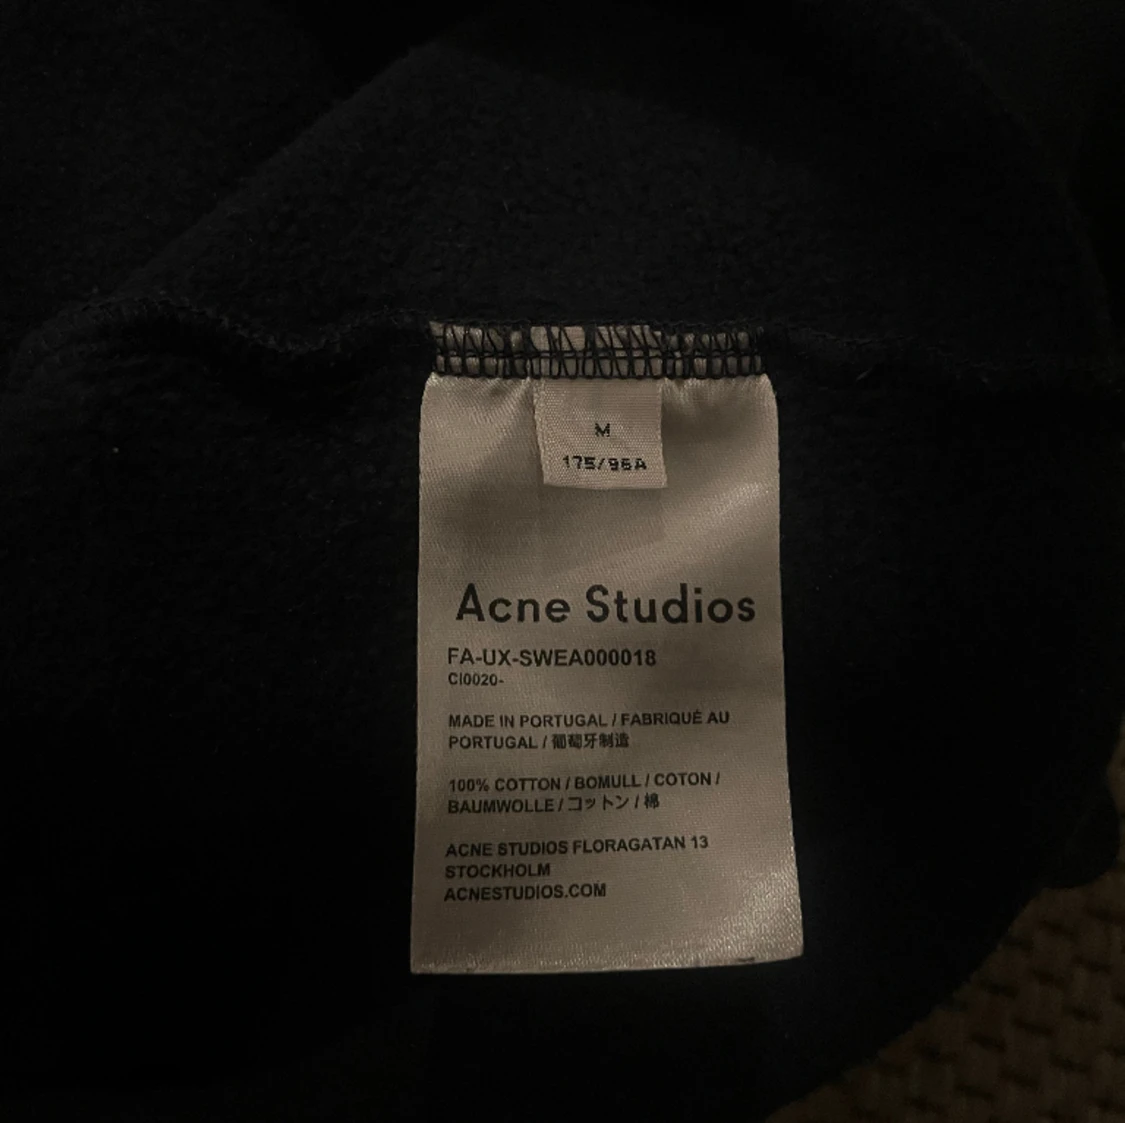 M
175/96A
Acne Studios
FA-UX-SWEA000018
CI0020-
MADE IN PORTUGAL / FABRIQUÉ AU
PORTUGAL / 葡萄牙制造
100% COTTON / BOMULL / COTON /
BAUMWOLLE / コットン / 棉
ACNE STUDIOS FLORAGATAN 13
STOCKHOLM
ACNESTUDIOS.COM